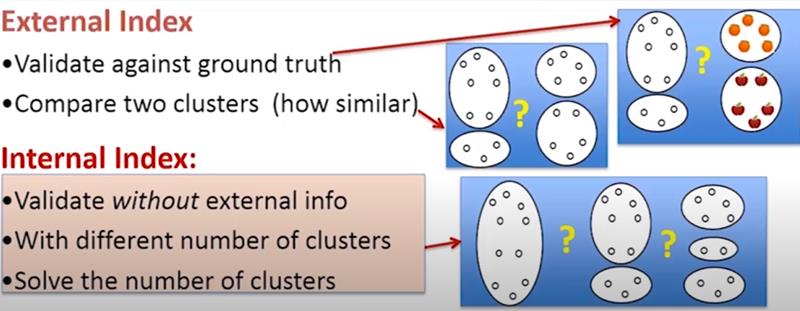 External Index
•Validate against ground truth
•Compare two clusters (how similar)
?
?
Internal Index:
•Validate without external info
•With different number of clusters
•Solve the number of clusters
? ?